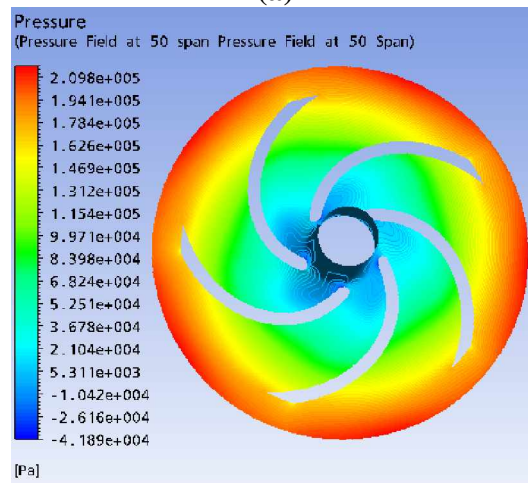 Pressure
(Pressure Field at 50 span Pressure Field at 50 Span)
2.098e+005
1.941e+005
1.784e+005
1.626e+005
1.469e+005
1.312e+005
1.154e+005
9.971e+004
8.398e+004
6.824e+004
5.251e+004
3.678e+004
2.104e+004
5.311e+003
-1.042e+004
-2.616e+004
-4.189e+004
[Pa]